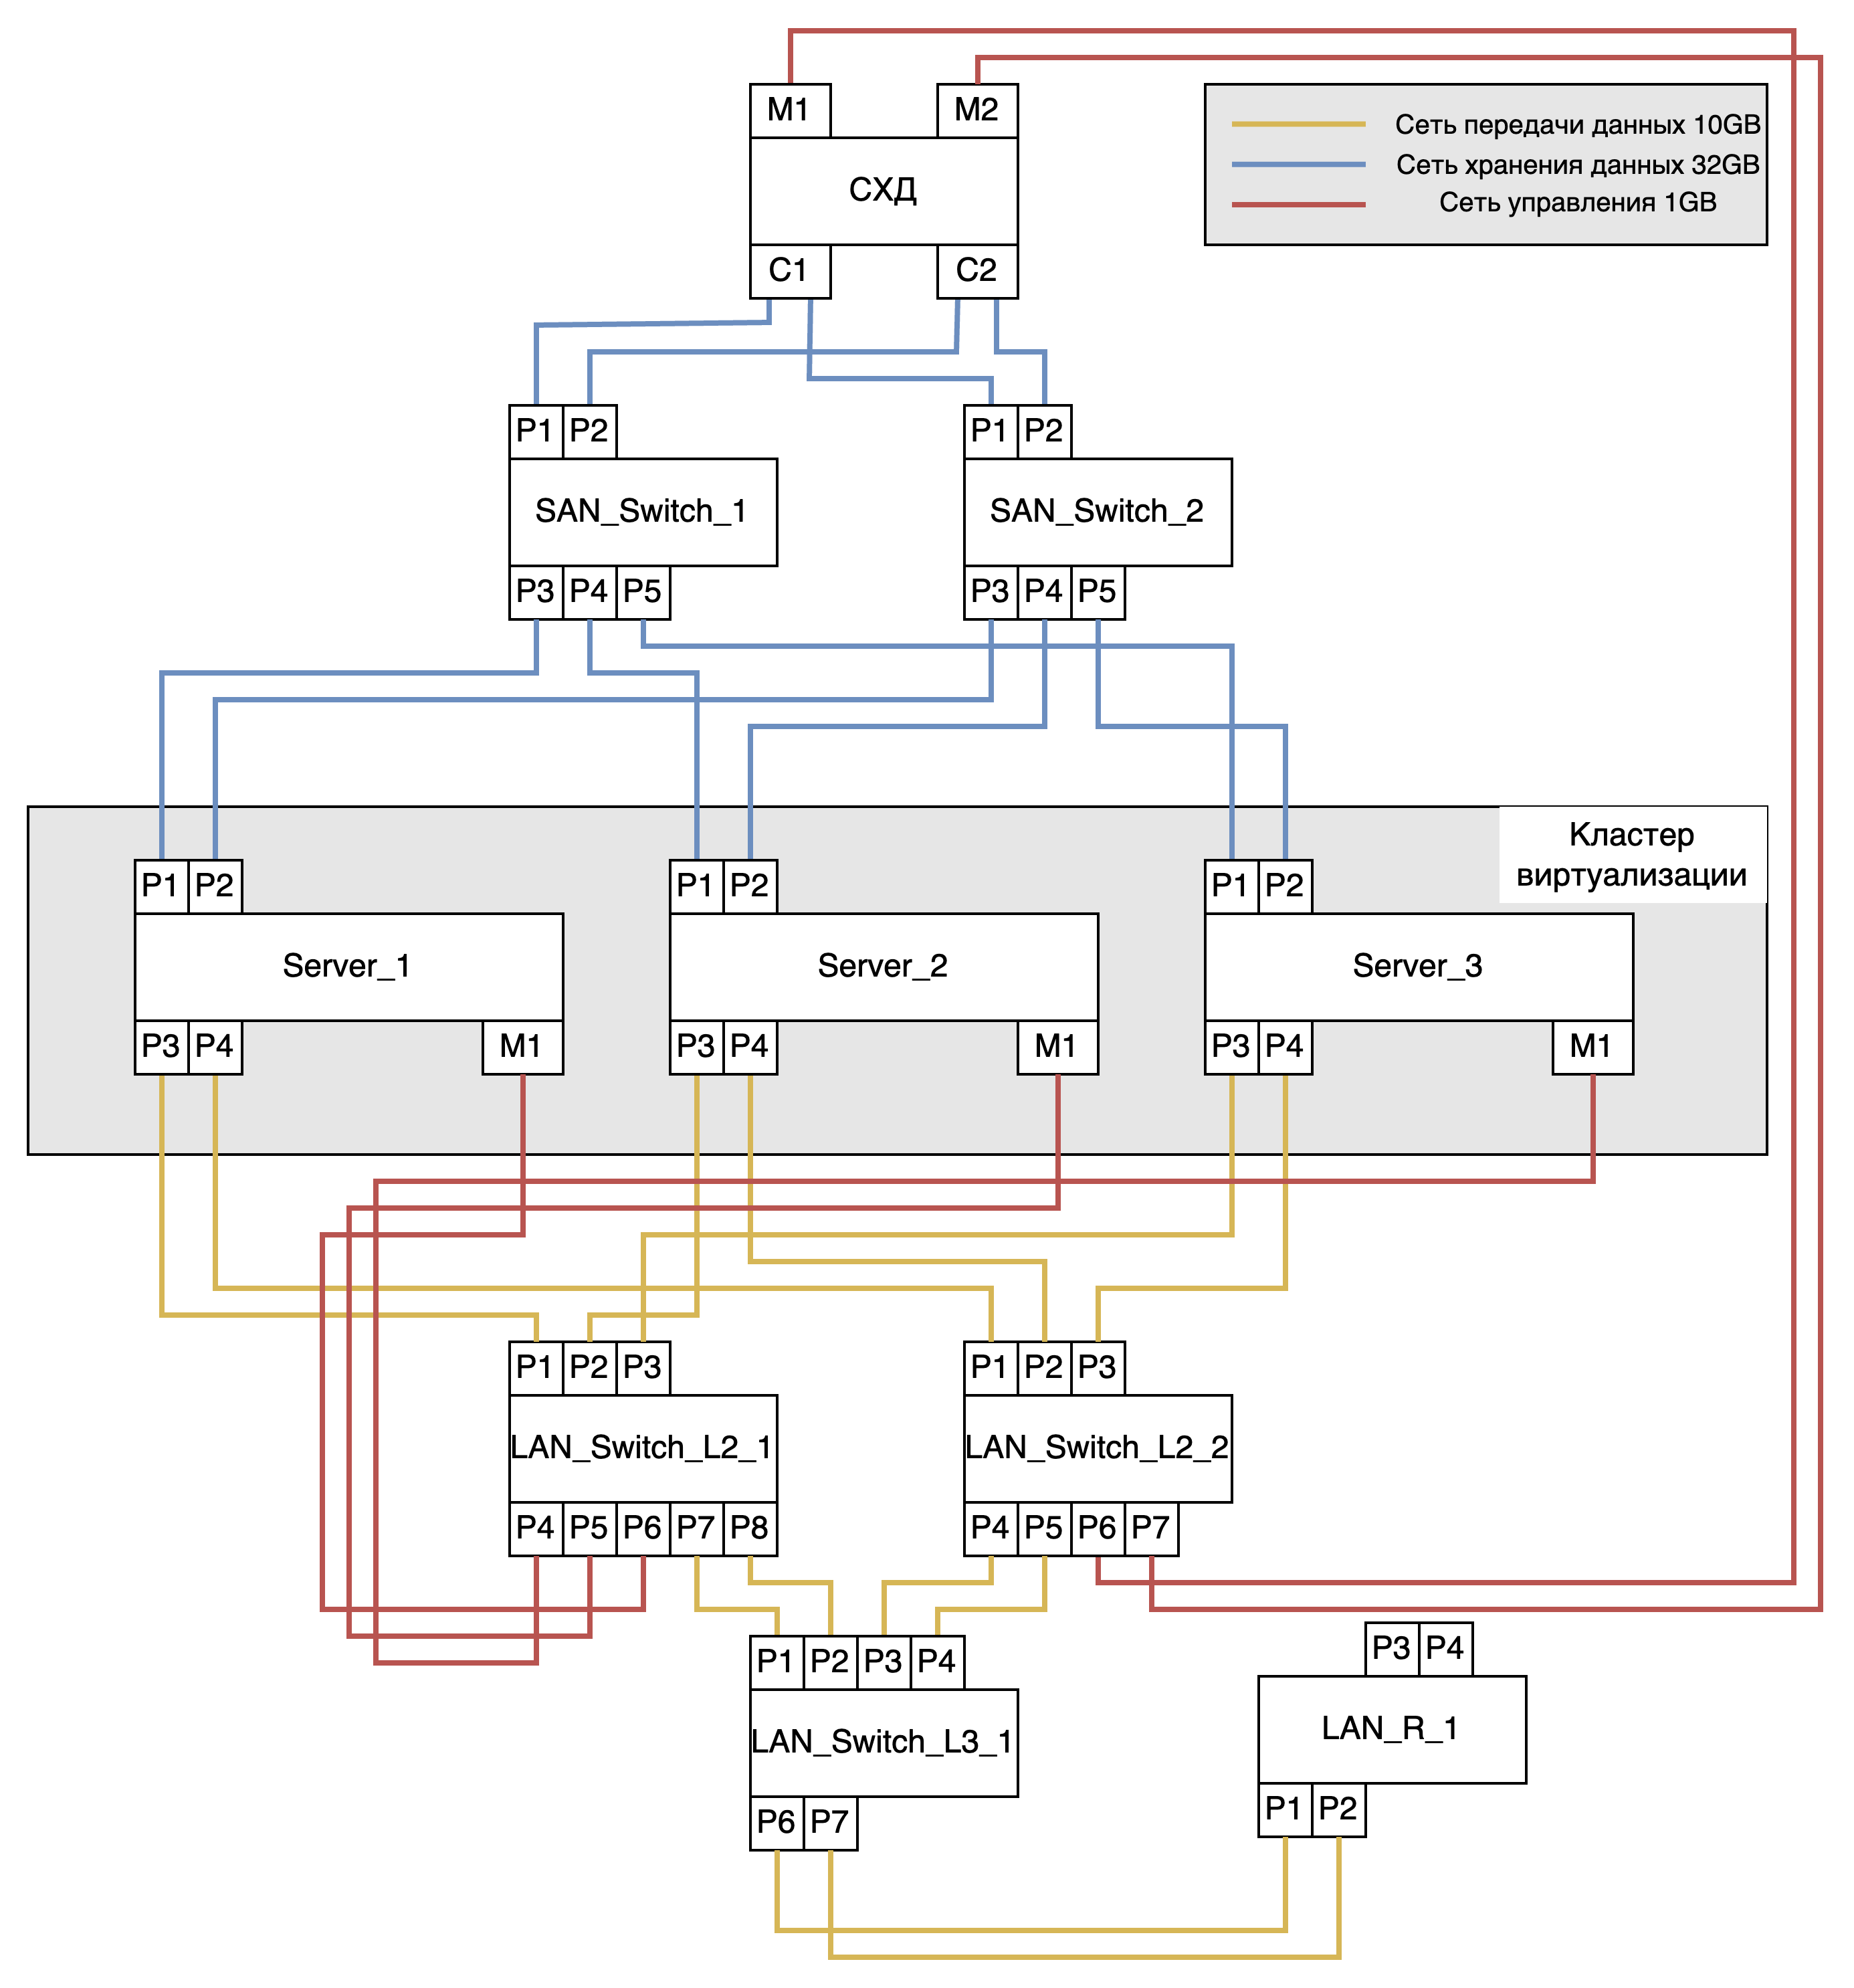 M1 M2
Сеть передачи данных 10GB
Сеть хранения данных 32GB
СХД
Сеть управления 1GB
C1 C2
P1 P2 P1 P2
SAN_Switch_1 SAN_Switch_2
P3 P4 P5 P3 P4 P5
Кластер
виртуализации
P1 P2 P1 P2 P1 P2
Server_1 Server_2 Server_3
P3 P4 M1 P3 P4 M1 P3 P4 M1
P1 P2 P3 P1 P2 P3
LAN_Switch_L2_1 LAN_Switch_L2_2
P4 P5 P6 P7 P8 P4 P5 P6 P7
P3 P4
P1 P2 P3 P4
LAN_R_1
LAN_Switch_L3_1
P1 P2
P6 P7